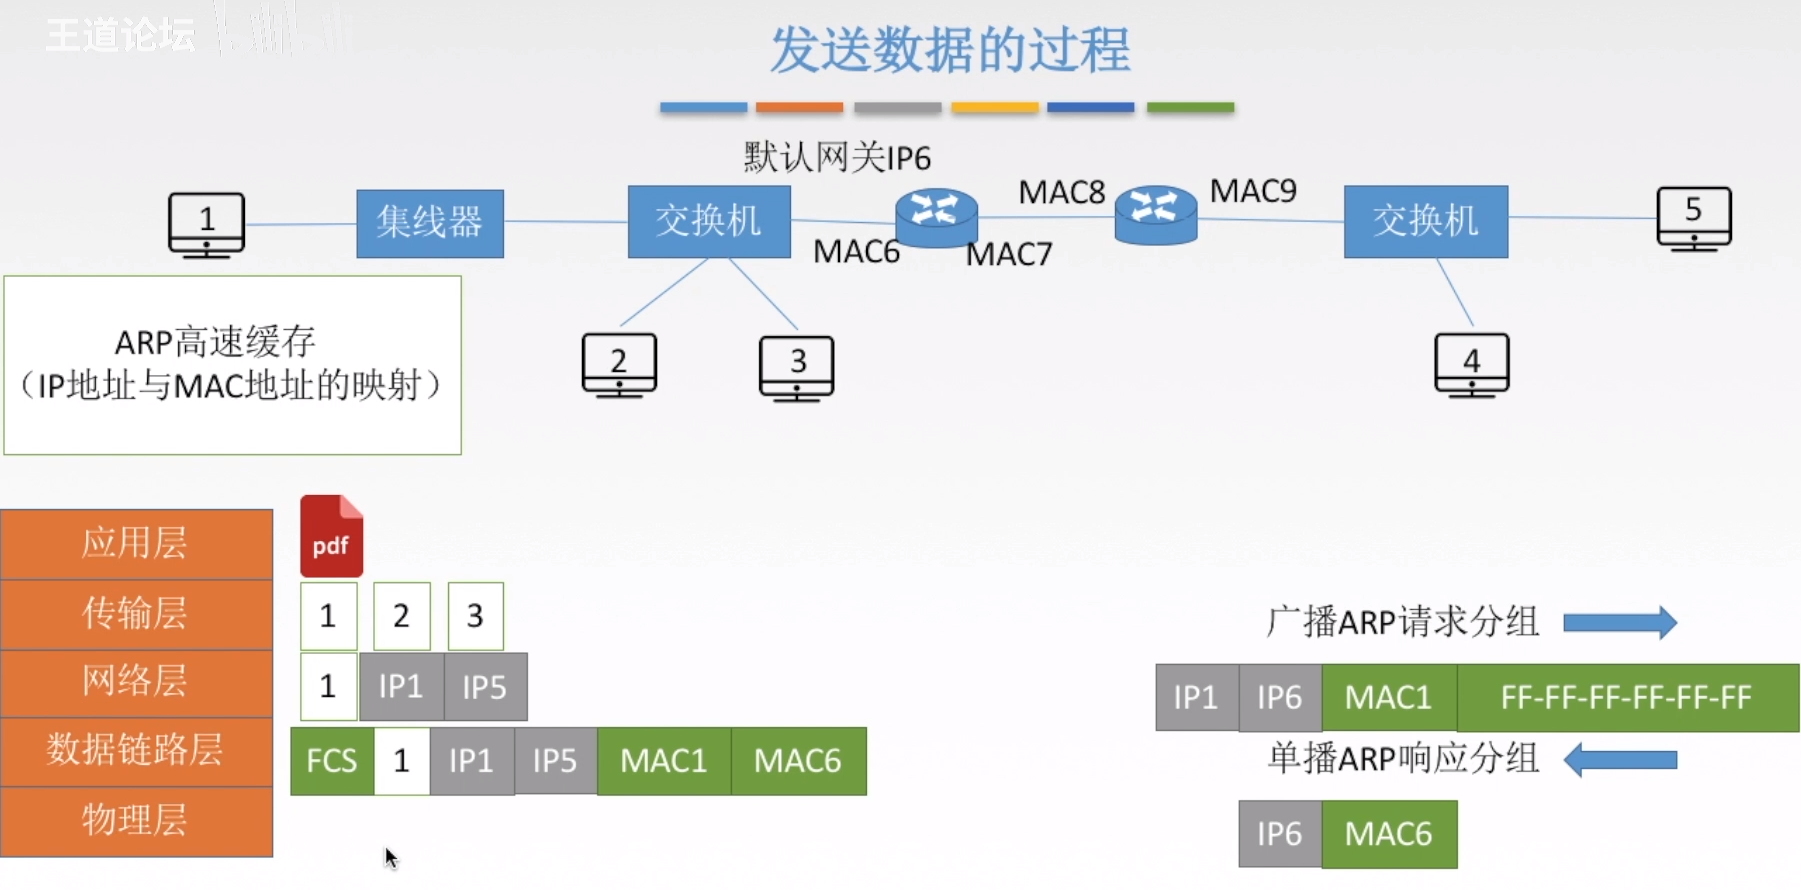 王道论坛
发送数据的过程
默认网关IP6
MAC8
MAC9
1
集线器
交换机
交换机
5
MAC6
MAC7
2
3
4
ARP高速缓存
（IP地址与MAC地址的映射）
应用层
pdf
传输层
1 2 3
网络层
1 IP1 IP5
数据链路层
FCS 1 IP1 IP5 MAC1 MAC6
物理层
广播ARP请求分组
IP1 IP6 MAC1 FF-FF-FF-FF-FF-FF
单播ARP响应分组
IP6 MAC6